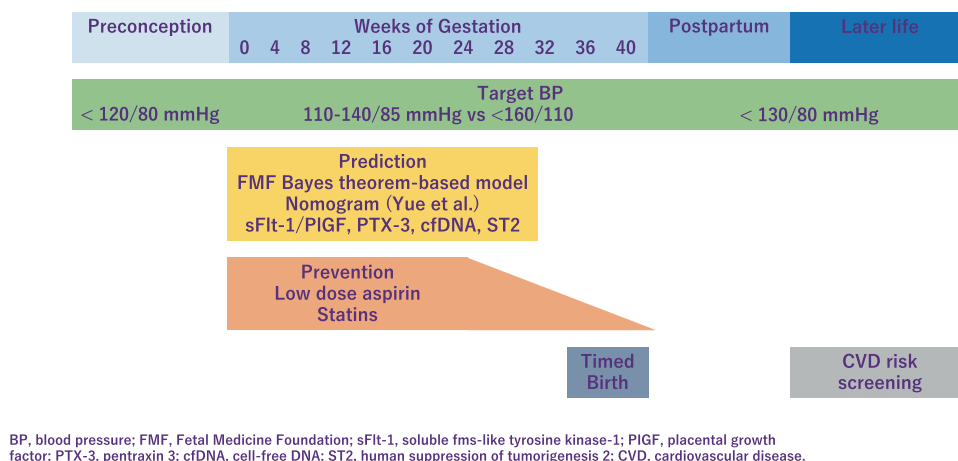 Preconception
Weeks of Gestation
0 4 8 12 16 20 24 28 32 36 40
Postpartum
Later life
Target BP
< 120/80 mmHg
110-140/85 mmHg vs <160/110
< 130/80 mmHg
Prediction
FMF Bayes theorem-based model
Nomogram (Yue et al.)
sFlt-1/PIGF, PTX-3, cfDNA, ST2
Prevention
Low dose aspirin
Statins
Timed
Birth
CVD risk
screening
BP, blood pressure; FMF, Fetal Medicine Foundation; sFlt-1, soluble fms-like tyrosine kinase-1; PIGF, placental growth
factor; PTX-3, pentraxin 3; cfDNA, cell-free DNA; ST2, human suppression of tumorigenesis 2; CVD, cardiovascular disease.